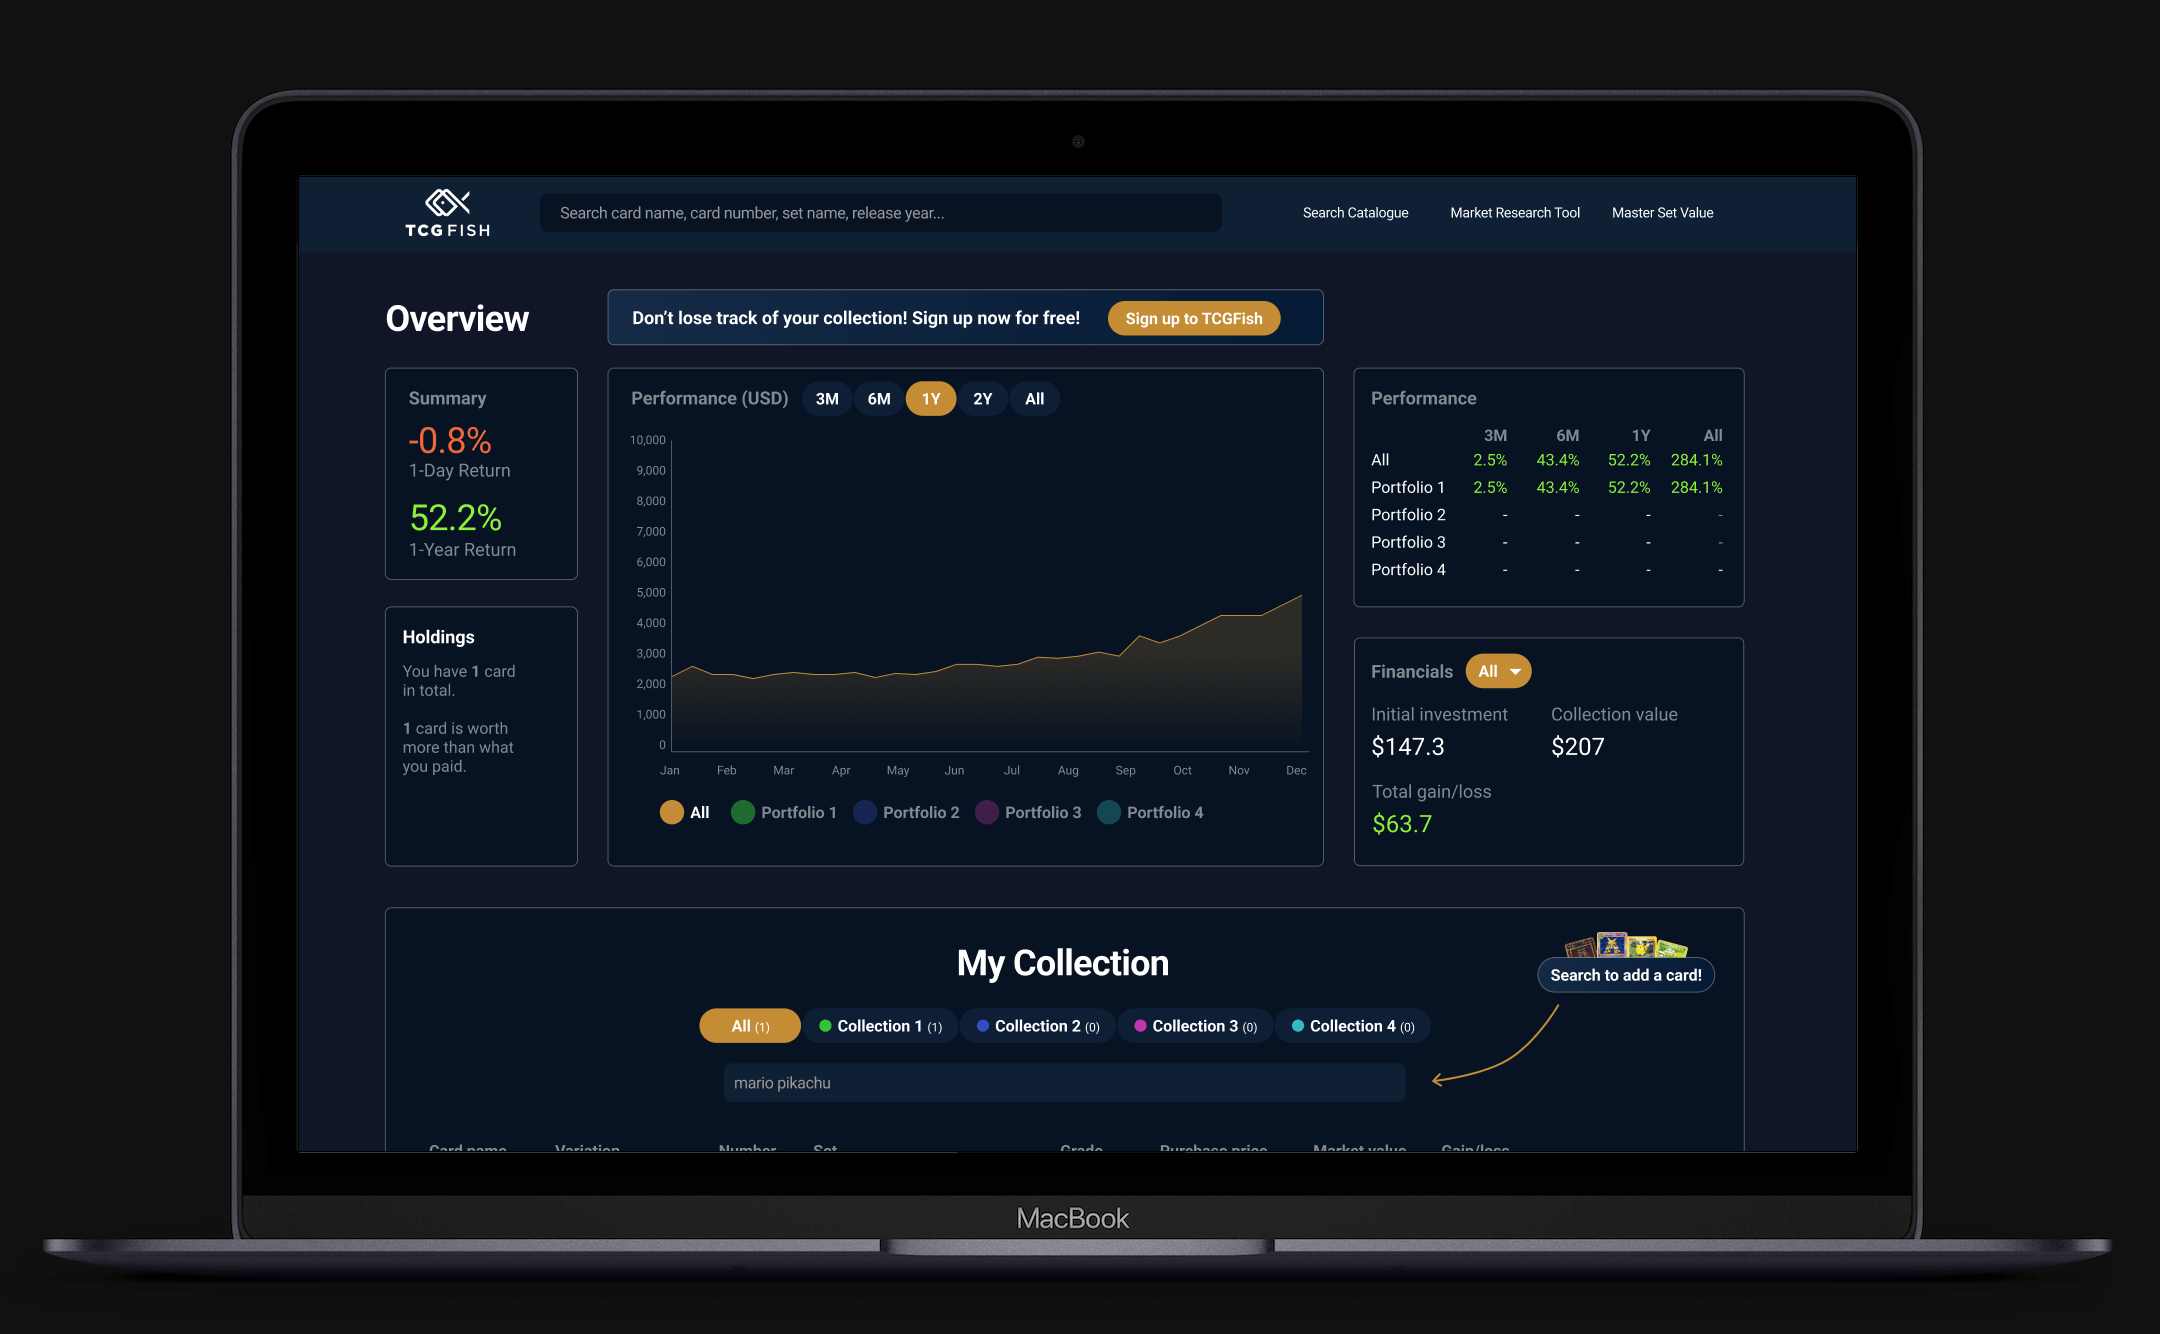 TCGFISH
Search card name, card number, set name, release year...
Search Catalogue
Market Research Tool
Master Set Value
Overview
Don't lose track of your collection! Sign up now for free!
Sign up to TCGFish
Summary
-0.8%
1-Day Return
52.2%
1-Year Return
Holdings
You have 1 card
in total.
1 card is worth
more than what
you paid.
Performance (USD) 3M 6M 1Y 2Y All
10,000
9,000
8,000
7,000
6,000
5,000
4,000
3,000
2,000
1,000
0
Jan Feb Mar Apr May Jun Jul Aug Sep Oct Nov Dec
All Portfolio 1 Portfolio 2 Portfolio 3 Portfolio 4
Performance
3M 6M 1Y All
All 2.5% 43.4% 52.2% 284.1%
Portfolio 1 2.5% 43.4% 52.2% 284.1%
Portfolio 2 - - - -
Portfolio 3 - - - -
Portfolio 4 - - - -
Financials All
Initial investment Collection value
$147.3 $207
Total gain/loss
$63.7
My Collection
Search to add a card!
All (1) Collection 1 (1) Collection 2 (0) Collection 3 (0) Collection 4 (0)
mario pikachu
Card name Variation Number Set Grade Purchase price Market value Gain/loss
MacBook